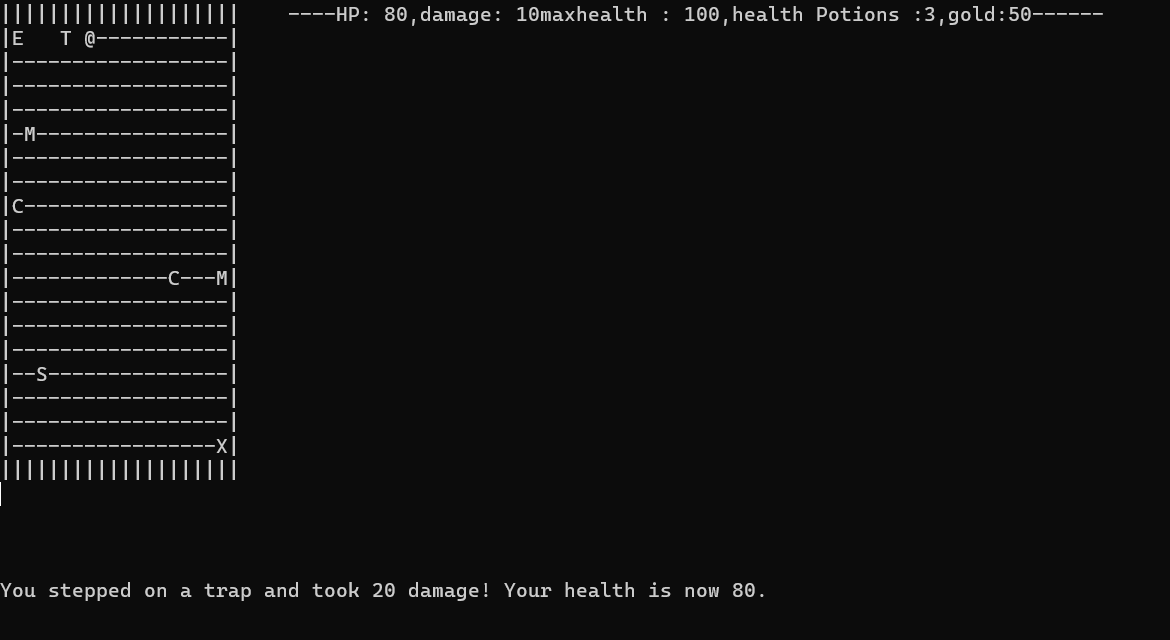 ||||||||||||||||||||    ----HP: 80,damage: 10maxhealth : 100,health Potions :3,gold:50------
|E   T @-----------|
|------------------|
|------------------|
|------------------|
|-M----------------|
|------------------|
|------------------|
|C-----------------|
|------------------|
|------------------|
|-------------C---M|
|------------------|
|------------------|
|------------------|
|--S---------------|
|------------------|
|------------------|
|-----------------X|
||||||||||||||||||||
You stepped on a trap and took 20 damage! Your health is now 80.